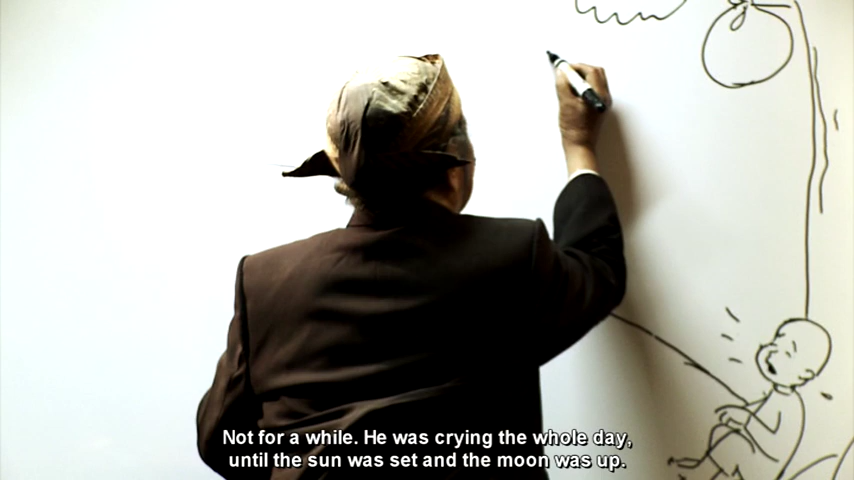 Not for a while. He was crying the whole day,
until the sun was set and the moon was up.